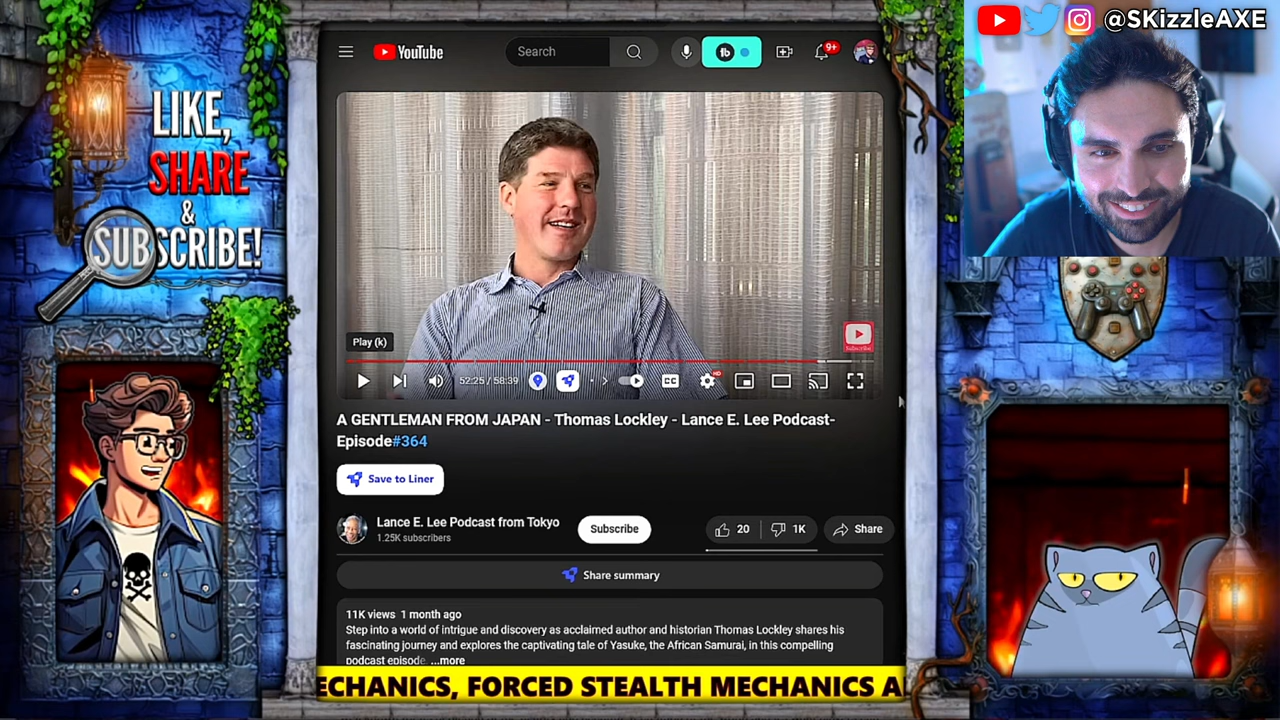 @SKizzleAXE
LIKE,
SHARE
&
SUBSCRIBE!
YouTube
Search
9+
Play (k)
52:25 / 58:39
CC
HD
A GENTLEMAN FROM JAPAN - Thomas Lockley - Lance E. Lee Podcast-
Episode#364
Save to Liner
Lance E. Lee Podcast from Tokyo
1.25K subscribers
Subscribe
20
1K
Share
Share summary
11K views 1 month ago
Step into a world of intrigue and discovery as acclaimed author and historian Thomas Lockley shares his
fascinating journey and explores the captivating tale of Yasuke, the African Samurai, in this compelling
podcast episode. ...more
ECHANICS, FORCED STEALTH MECHANICS A